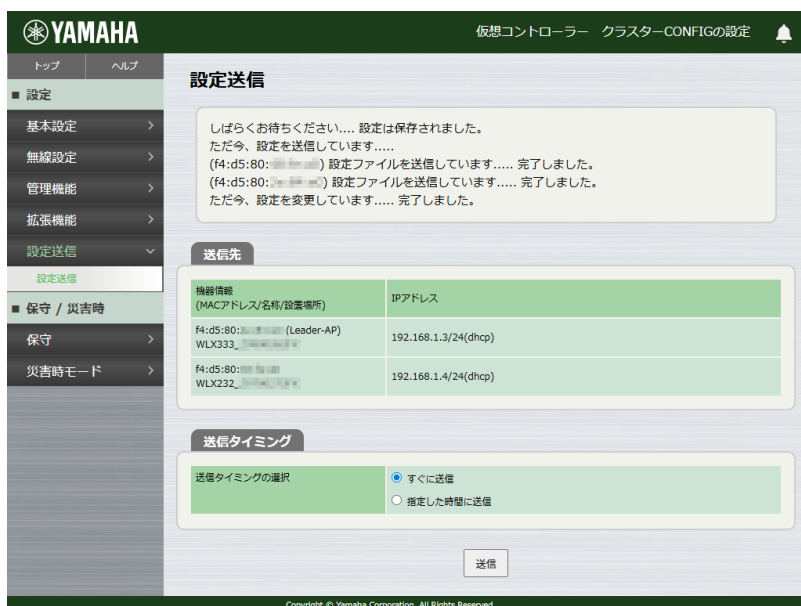 YAMAHA
仮想コントローラー クラスターCONFIGの設定
トップ
ヘルプ
■ 設定
基本設定
無線設定
管理機能
拡張機能
設定送信
設定送信
■ 保守 / 災害時
保守
災害時モード
設定送信
しばらくお待ちください.... 設定は保存されました。
ただ今、設定を送信しています.....
(f4:d5:80: ) 設定ファイルを送信しています..... 完了しました。
(f4:d5:80: ) 設定ファイルを送信しています..... 完了しました。
ただ今、設定を変更しています..... 完了しました。
送信先
機器情報
(MACアドレス/名称/設置場所)
IPアドレス
f4:d5:80: (Leader-AP)
WLX333_
192.168.1.3/24(dhcp)
f4:d5:80:
WLX232_
192.168.1.4/24(dhcp)
送信タイミング
送信タイミングの選択
すぐに送信
指定した時間に送信
送信
Copyright © Yamaha Corporation. All Rights Reserved.